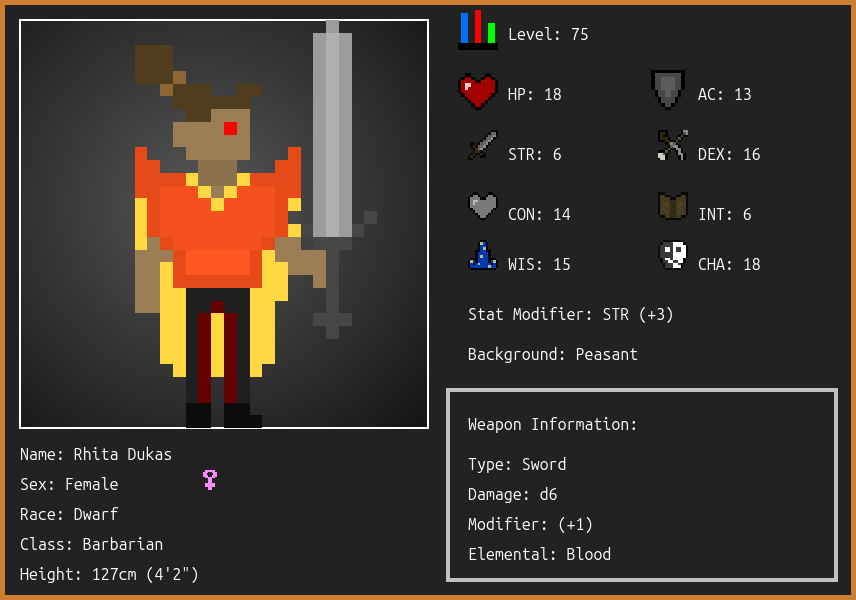 Level: 75
HP: 18
AC: 13
STR: 6
DEX: 16
CON: 14
INT: 6
WIS: 15
CHA: 18
Stat Modifier: STR (+3)
Background: Peasant
Weapon Information:
Type: Sword
Damage: d6
Modifier: (+1)
Elemental: Blood
Name: Rhita Dukas
Sex: Female
Race: Dwarf
Class: Barbarian
Height: 127cm (4'2")